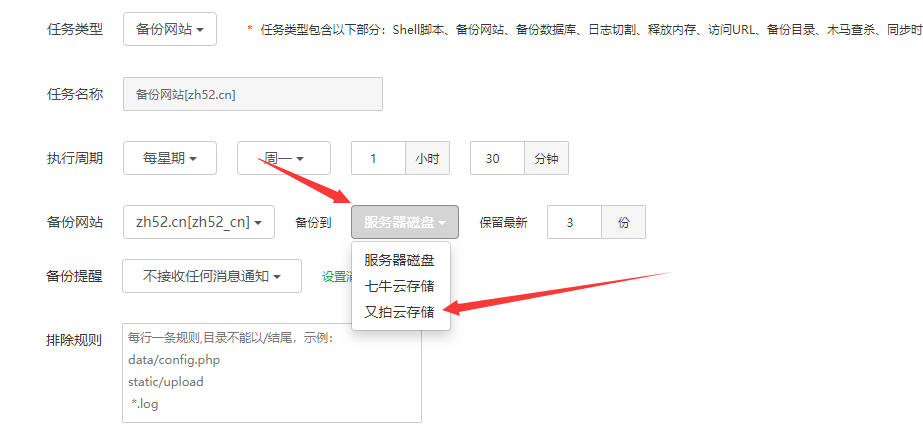 任务类型 备份网站 * 任务类型包含以下部分：Shell脚本、备份网站、备份数据库、日志切割、释放内存、访问URL、备份目录、木马查杀、同步时
任务名称 备份网站[zh52.cn]
执行周期 每星期 周一 1 小时 30 分钟
备份网站 zh52.cn[zh52_cn] 备份到 服务器磁盘 保留最新 3 份
服务器磁盘
备份提醒 不接收任何消息通知 设置
七牛云存储
又拍云存储
排除规则 每行一条规则,目录不能以/结尾，示例：
data/config.php
static/upload
*.log